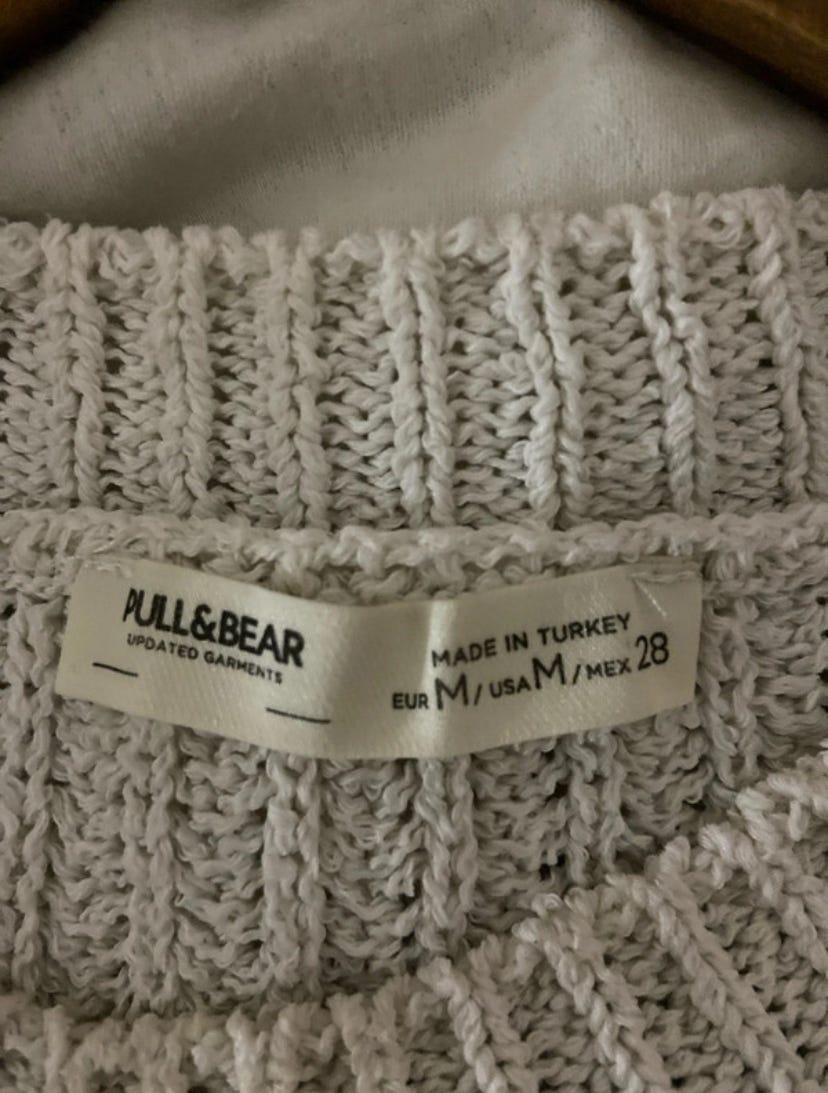 PULL&BEAR
UPDATED GARMENTS
MADE IN TURKEY
EUR M / USA M / MEX 28